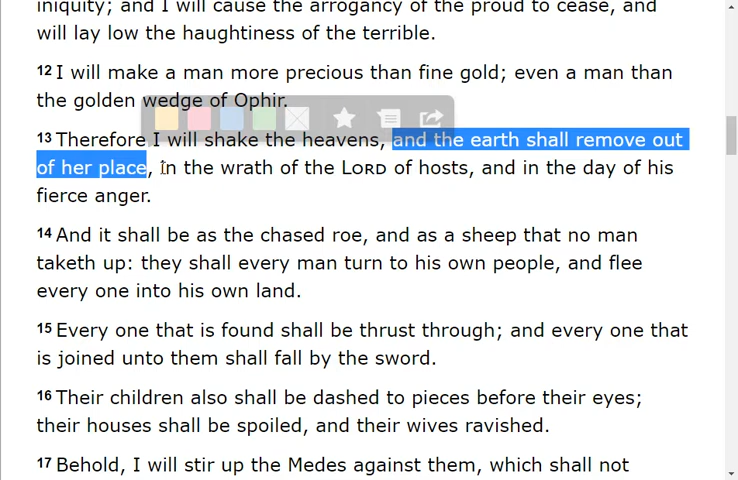 iniquity; and I will cause the arrogancy of the proud to cease, and
will lay low the haughtiness of the terrible.
12 I will make a man more precious than fine gold; even a man than
the golden wedge of Ophir.
13 Therefore I will shake the heavens, and the earth shall remove out
of her place, in the wrath of the LORD of hosts, and in the day of his
fierce anger.
14 And it shall be as the chased roe, and as a sheep that no man
taketh up: they shall every man turn to his own people, and flee
every one into his own land.
15 Every one that is found shall be thrust through; and every one that
is joined unto them shall fall by the sword.
16 Their children also shall be dashed to pieces before their eyes;
their houses shall be spoiled, and their wives ravished.
17 Behold, I will stir up the Medes against them, which shall not